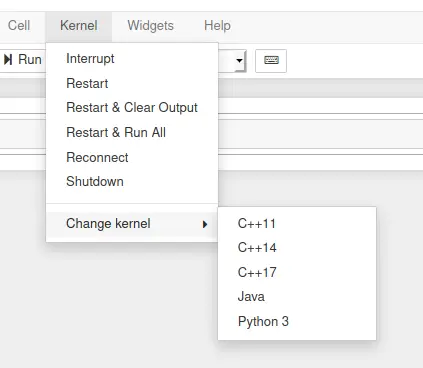 Cell Kernel Widgets Help
Run
Interrupt
Restart
Restart & Clear Output
Restart & Run All
Reconnect
Shutdown
Change kernel
C++11
C++14
C++17
Java
Python 3